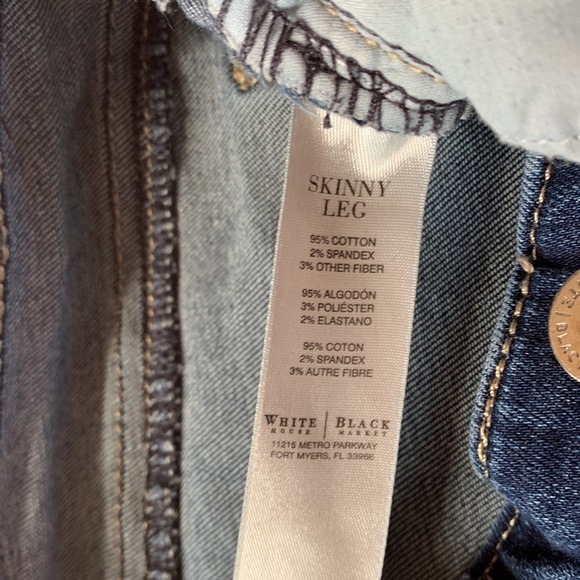 SKINNY
LEG
95% COTTON
2% SPANDEX
3% OTHER FIBER
95% ALGODÓN
3% POLIÉSTER
2% ELASTANO
95% COTON
2% SPANDEX
3% AUTRE FIBRE
WHITE | BLACK
HOUSE MARKET
11215 METRO PARKWAY
FORT MYERS, FL 33966